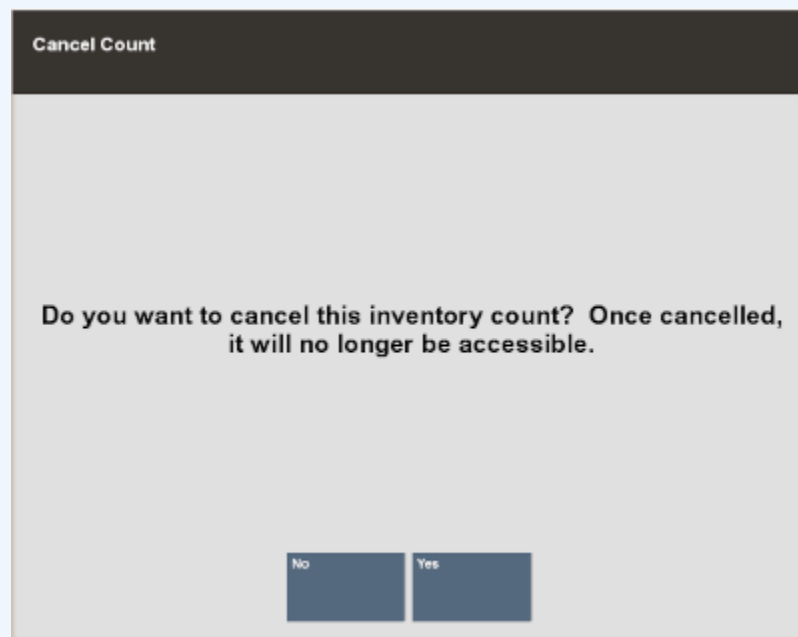 Cancel Count
Do you want to cancel this inventory count?  Once cancelled,
it will no longer be accessible.
No
Yes